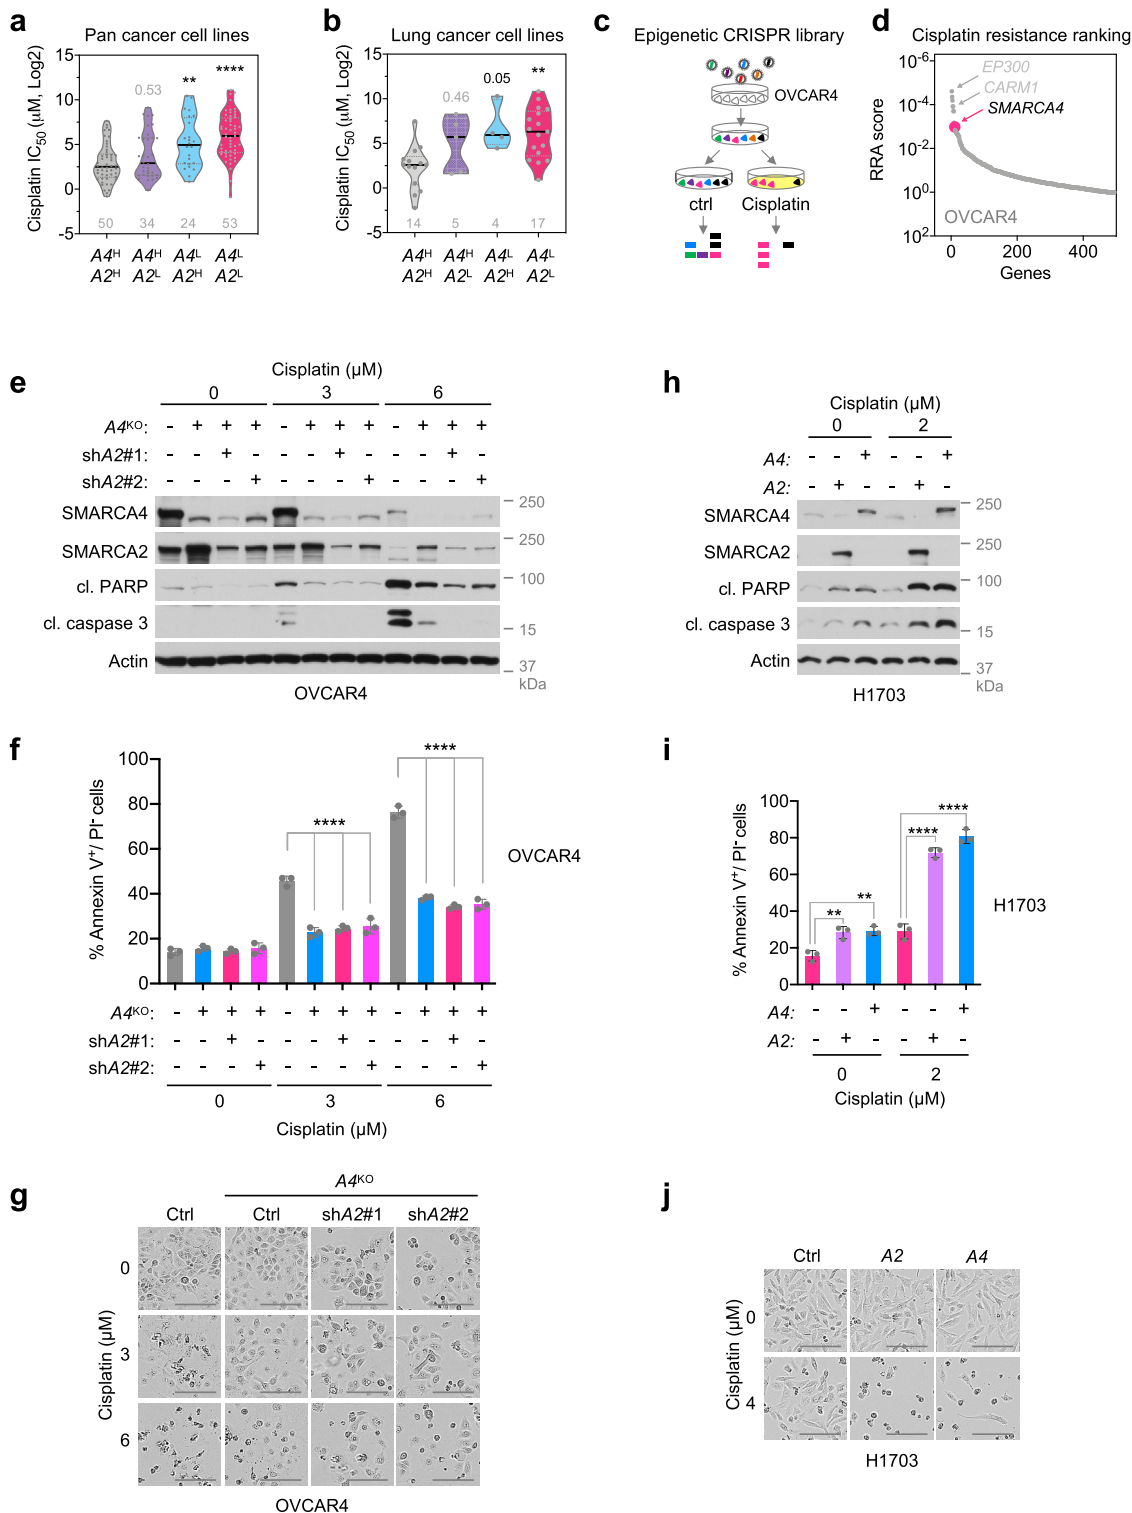 a
Pan cancer cell lines
Cisplatin IC50 (µM, Log2)
15
10
5
0
-5
0.53
**
****
50 34 24 53
A4H A4H A4L A4L
A2H A2L A2H A2L
b
Lung cancer cell lines
Cisplatin IC50 (µM, Log2)
15
10
5
0
-5
0.46
0.05
**
14 5 4 17
A4H A4H A4L A4L
A2H A2L A2H A2L
c
Epigenetic CRISPR library
OVCAR4
ctrl Cisplatin
d
Cisplatin resistance ranking
RRA score
10-6
10-4
10-2
100
102
EP300
CARM1
SMARCA4
OVCAR4
0 200 400
Genes
e
Cisplatin (µM)
0 3 6
A4KO: - + + + - + + + - + + +
shA2#1: - - + - - - + - - - + -
shA2#2: - - - + - - - + - - - +
SMARCA4
250
SMARCA2
250
cl. PARP
100
cl. caspase 3
15
Actin
37
kDa
OVCAR4
h
Cisplatin (µM)
0 2
A4: - - + - - +
A2: - + - - + -
SMARCA4
250
SMARCA2
250
cl. PARP
100
cl. caspase 3
15
Actin
37
kDa
H1703
f
% Annexin V+/ PI- cells
100
80
60
40
20
0
****
****
OVCAR4
A4KO: - + + + - + + + - + + +
shA2#1: - - + - - - + - - - + -
shA2#2: - - - + - - - + - - - +
0 3 6
Cisplatin (µM)
i
% Annexin V+/ PI- cells
100
80
60
40
20
0
**
**
****
****
H1703
A4: - - + - - +
A2: - + - - + -
0 2
Cisplatin (µM)
g
A4KO
Ctrl Ctrl shA2#1 shA2#2
Cisplatin (µM)
0
3
6
OVCAR4
j
Ctrl A2 A4
Cisplatin (µM)
0
4
H1703